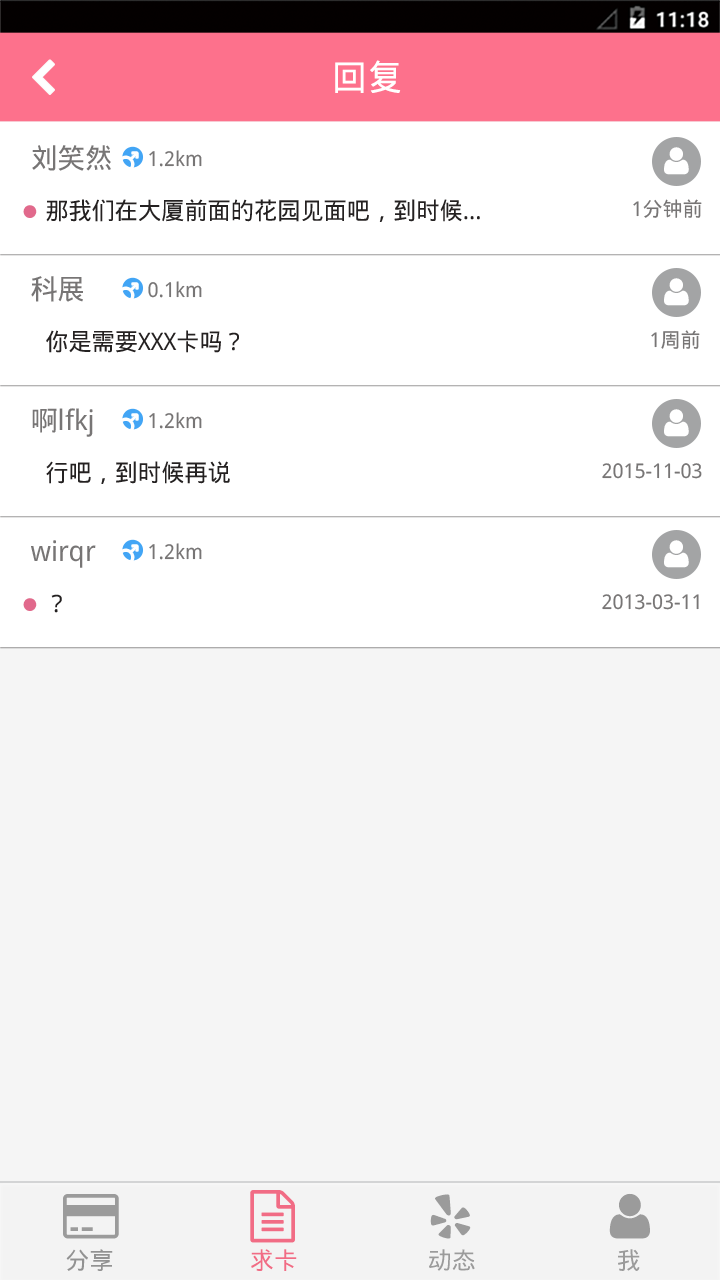 11:18
回复
刘笑然 1.2km
那我们在大厦前面的花园见面吧，到时候... 1分钟前
科展 0.1km
你是需要XXX卡吗？ 1周前
啊lfkj 1.2km
行吧，到时候再说 2015-11-03
wirqr 1.2km
？ 2013-03-11
分享 求卡 动态 我